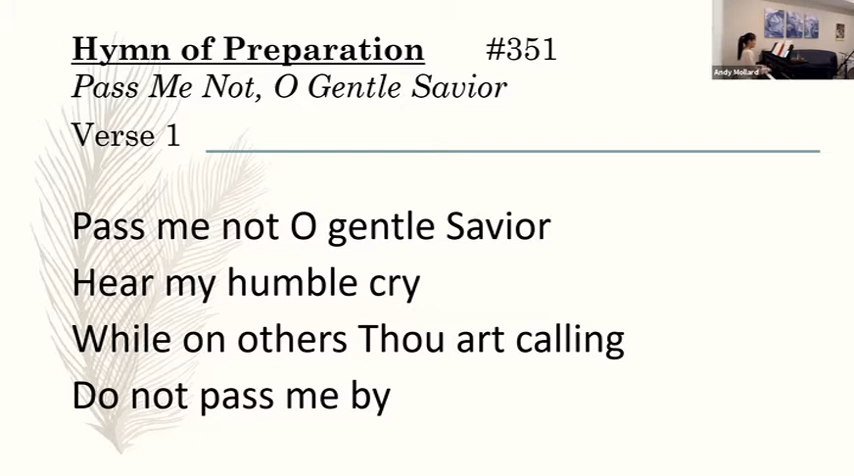 Hymn of Preparation #351
Pass Me Not, O Gentle Savior
Verse 1
Pass me not O gentle Savior
Hear my humble cry
While on others Thou art calling
Do not pass me by
Andy Mollard